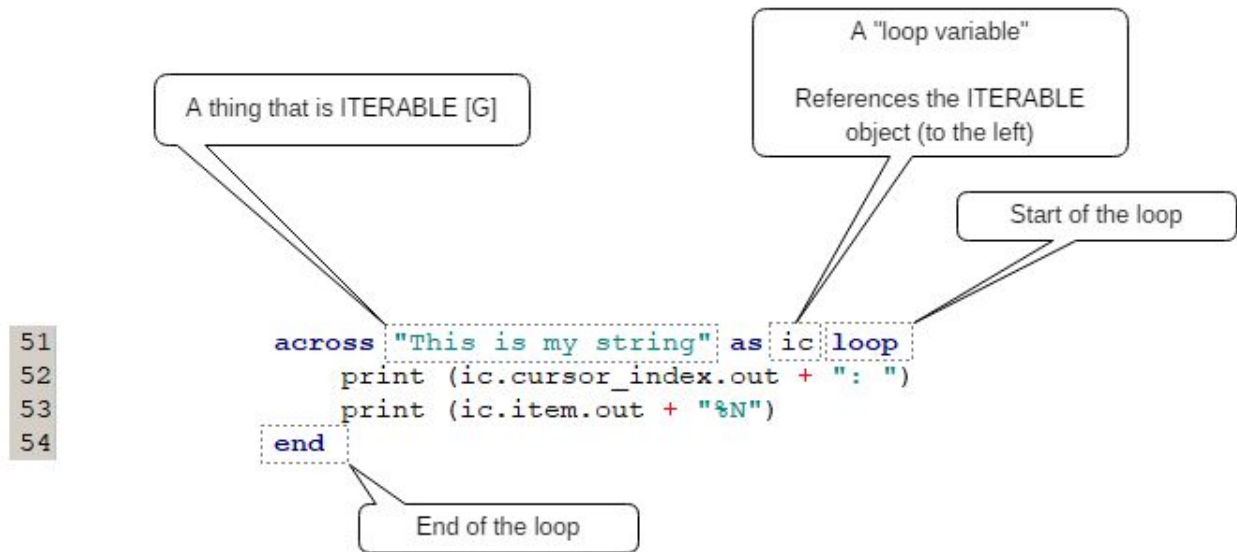 A "loop variable"
References the ITERABLE
object (to the left)
A thing that is ITERABLE [G]
Start of the loop
51 across "This is my string" as ic loop
52 print (ic.cursor_index.out + ": ")
53 print (ic.item.out + "%N")
54 end
End of the loop